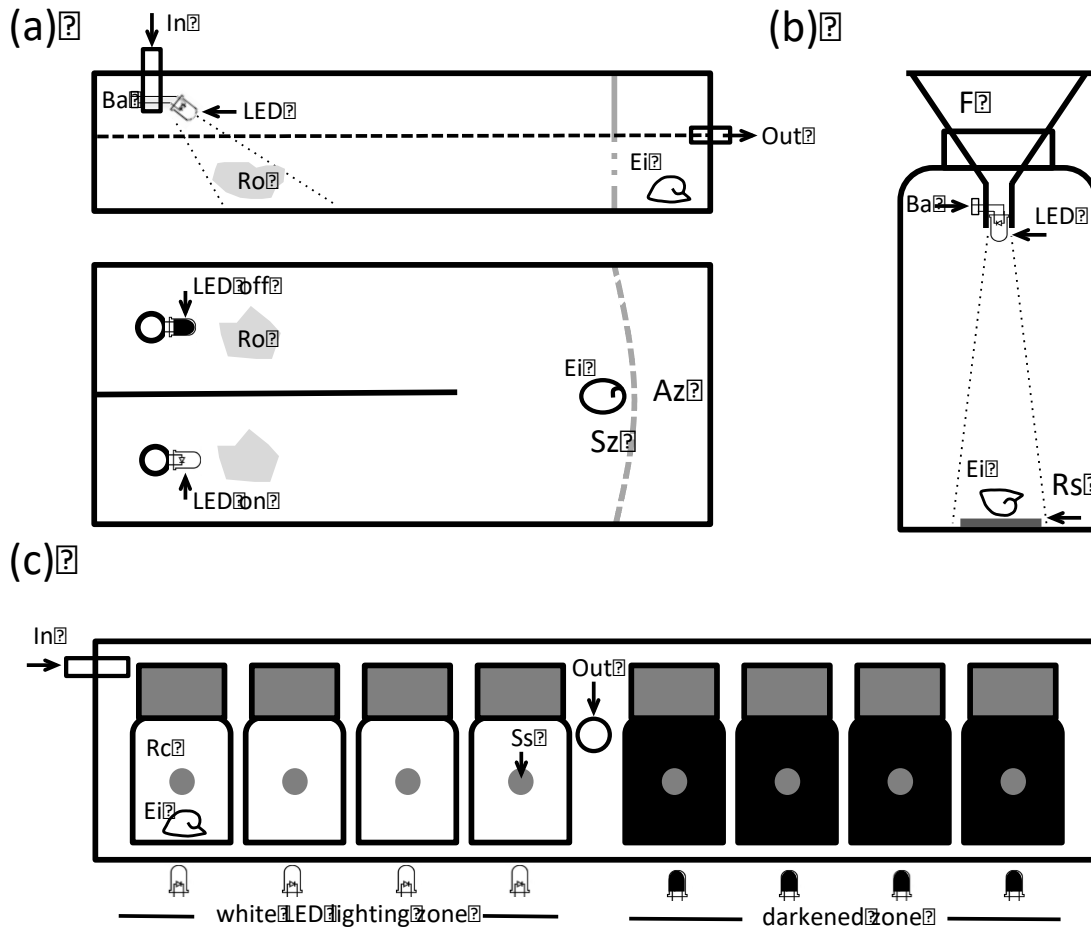 (a)
In
Ba
LED
Out
Ro
Ei
LED off
Ro
Ei
Az
Sz
LED on
(b)
F
Ba
LED
Ei
Rs
(c)
In
Out
Rc
Ss
Ei
white LED lighting zone
darkened zone